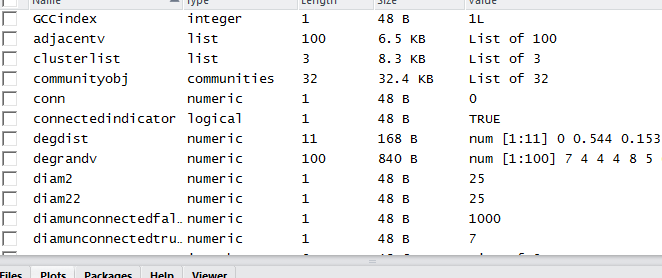 Name Type Length Size Value
GCCindex integer 1 48 B 1L
adjacentv list 100 6.5 KB List of 100
clusterlist list 3 8.3 KB List of 3
communityobj communities 32 32.4 KB List of 32
conn numeric 1 48 B 0
connectedindicator logical 1 48 B TRUE
degdist numeric 11 168 B num [1:11] 0 0.544 0.153
degrandv numeric 100 840 B num [1:100] 7 4 4 4 8 5
diam2 numeric 1 48 B 25
diam22 numeric 1 48 B 25
diamunconnectedfal… numeric 1 48 B 1000
diamunconnectedtru… numeric 1 48 B 7
Files Plots Packages Help Viewer